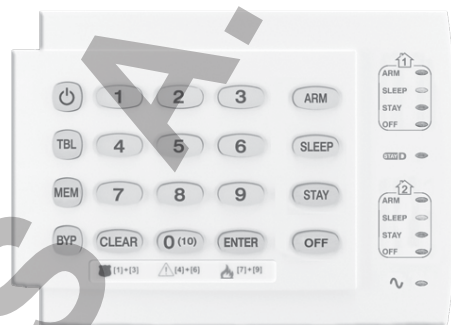 1 2 3 ARM
TBL 4 5 6 SLEEP
MEM 7 8 9 STAY
BYP CLEAR 0 (10) ENTER OFF
[1]+[3] [4]+[6] [7]+[9]
1
ARM
SLEEP
STAY
OFF
STAY D
2
ARM
SLEEP
STAY
OFF
S A.